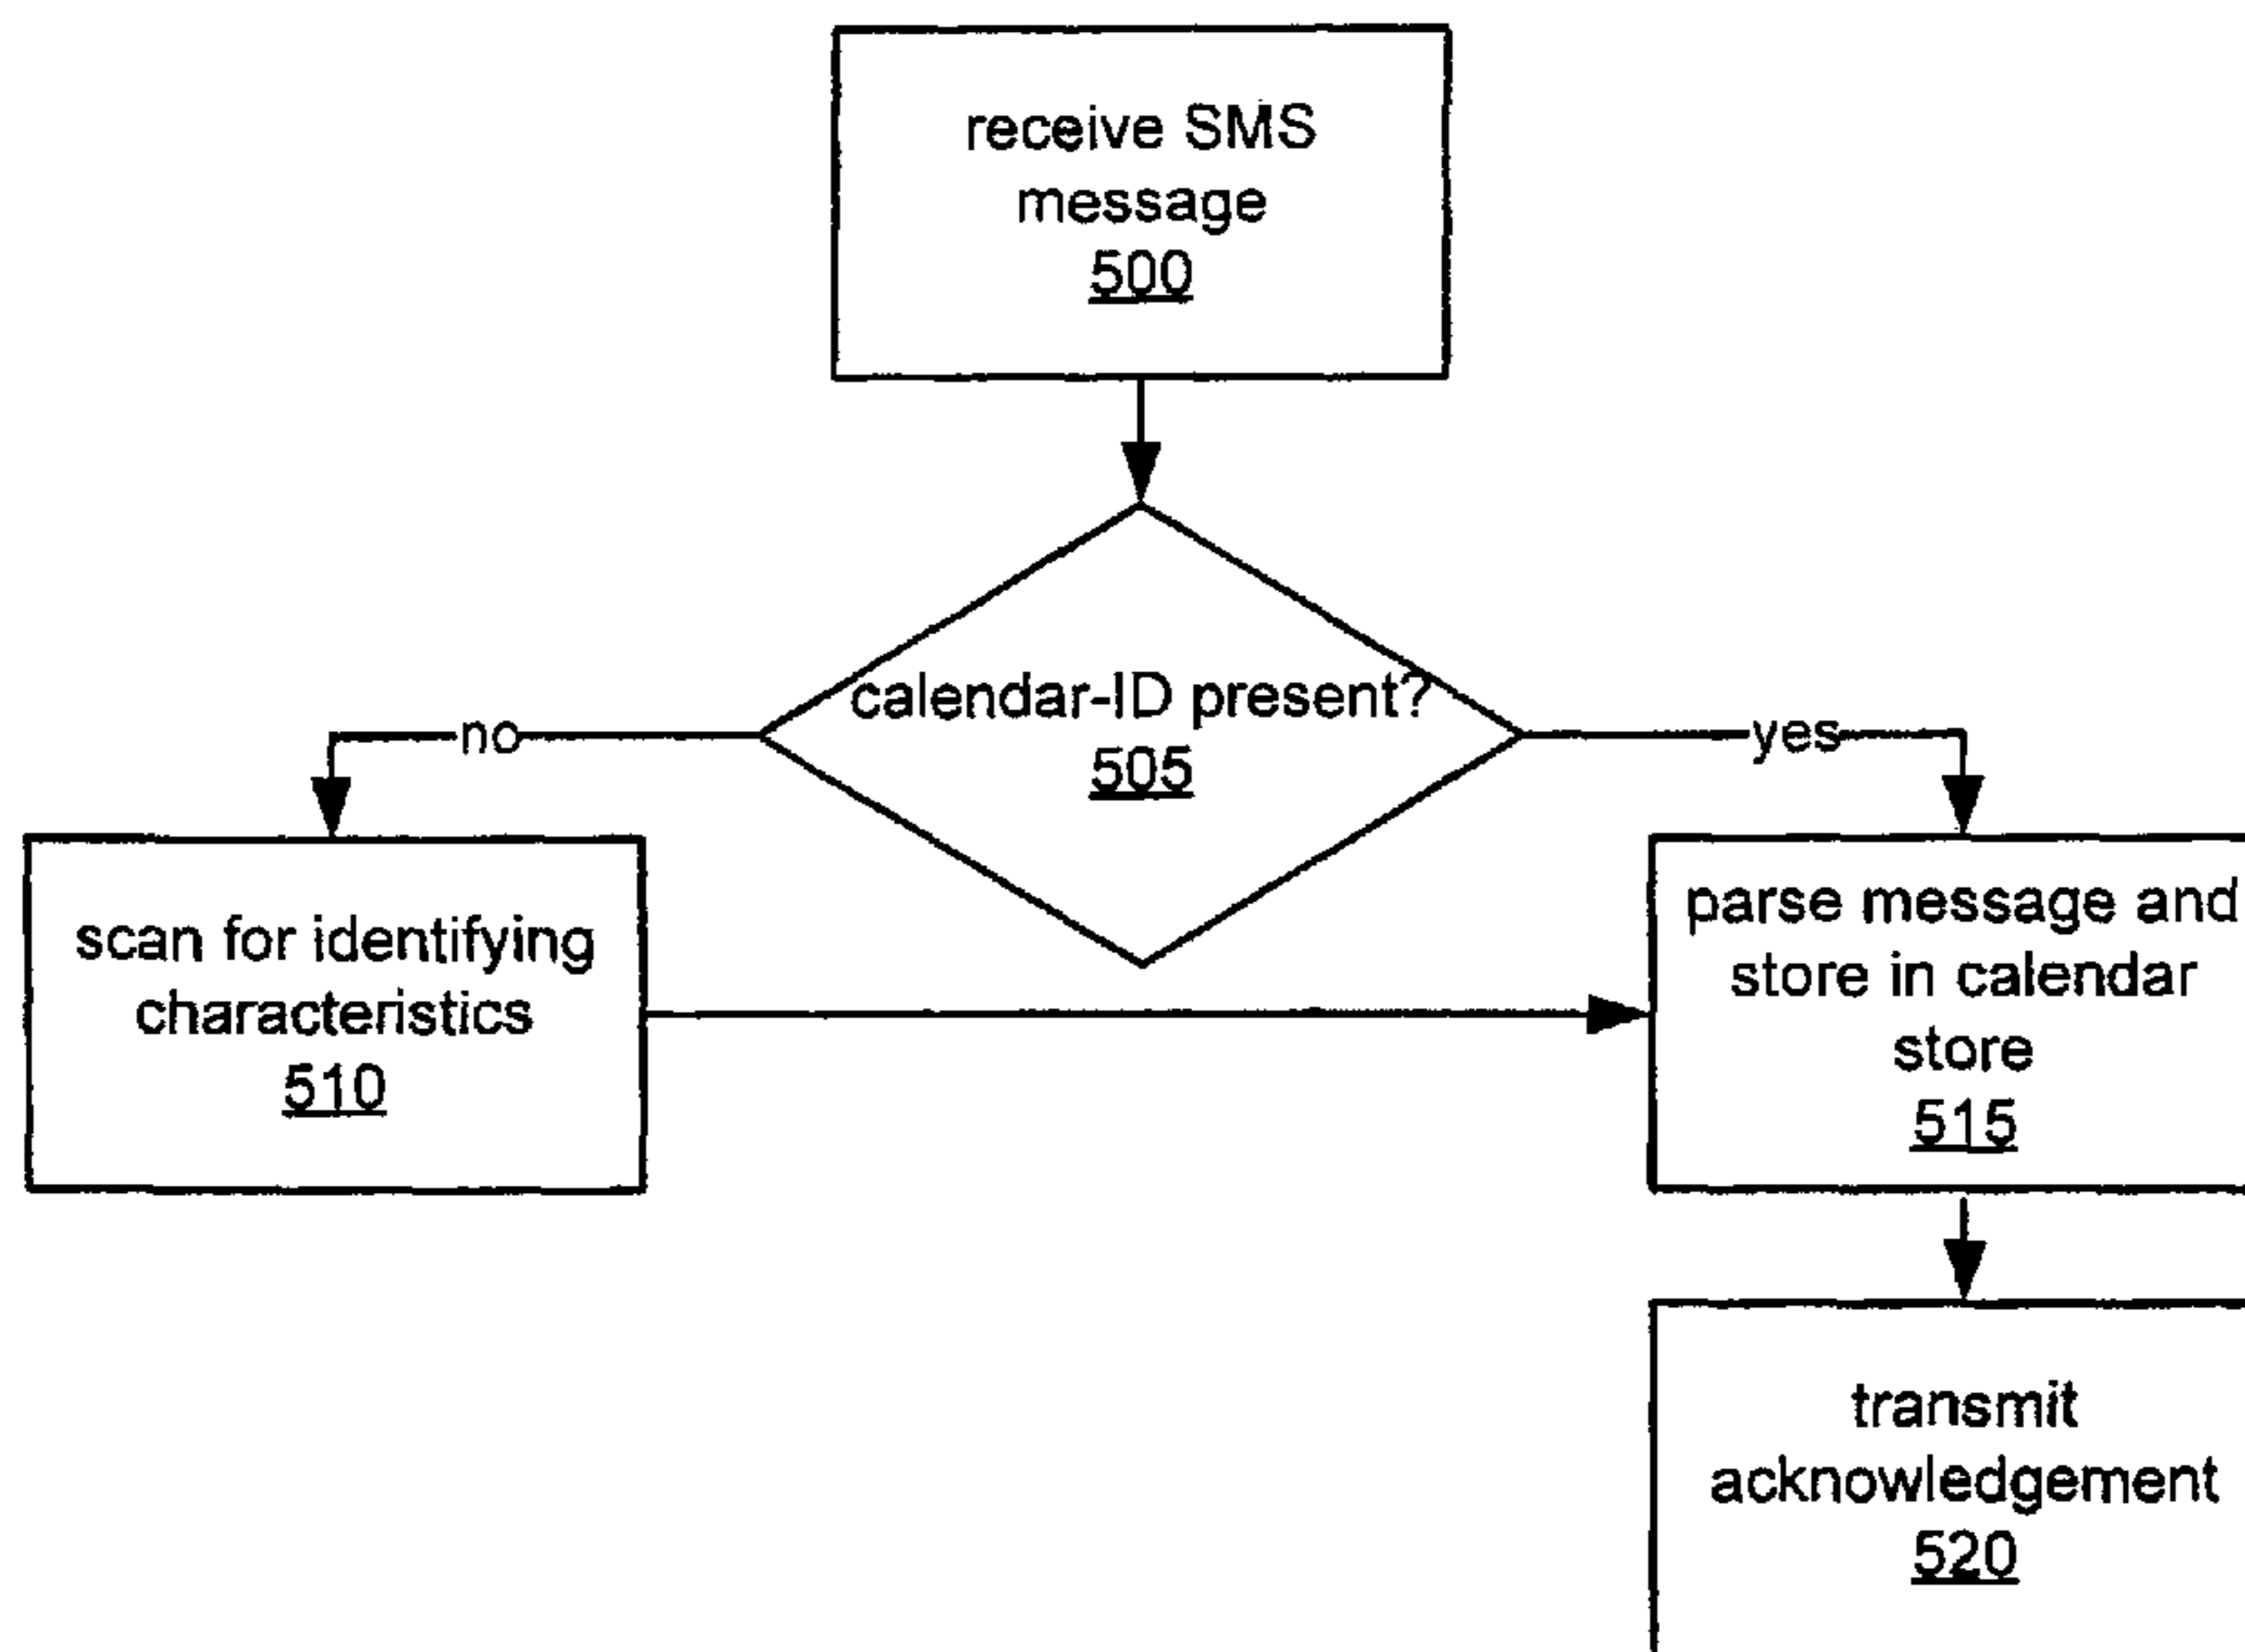 receive SMS
message
500
calendar-ID present?
505
no
yes
scan for identifying
characteristics
510
parse message and
store in calendar
store
515
transmit
acknowledgement
520